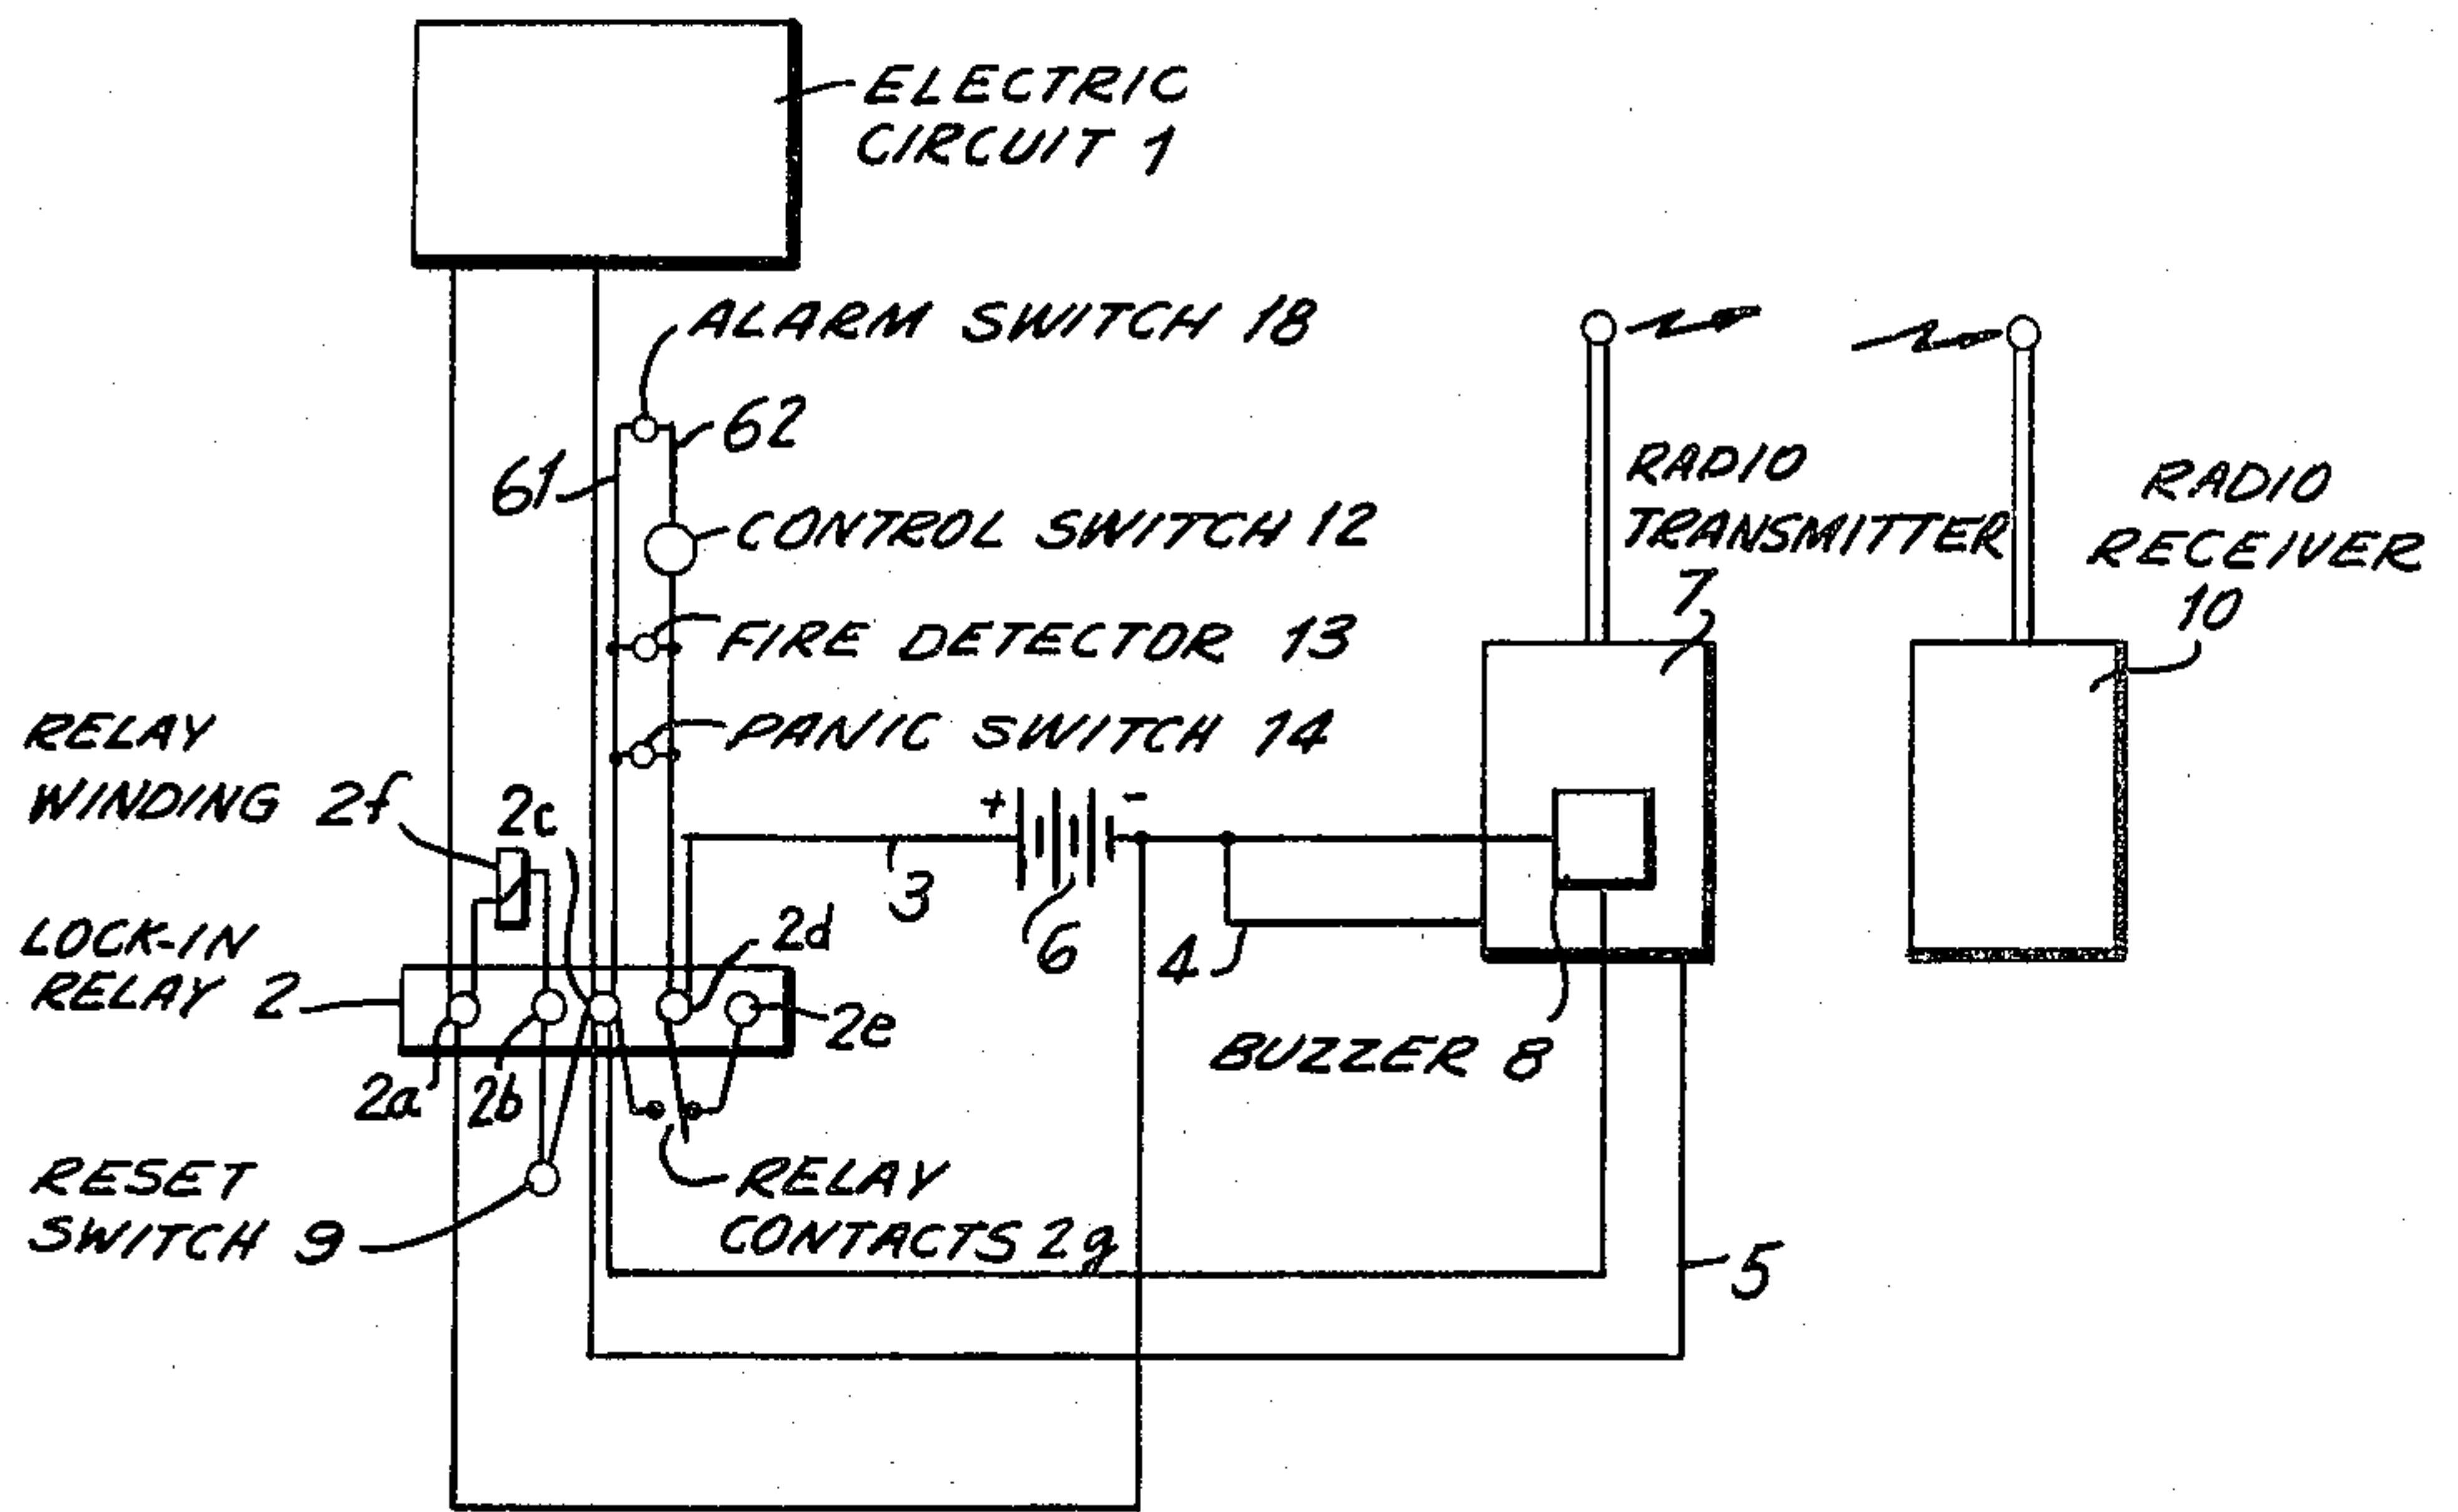 ELECTRIC
CIRCUIT 1
ALARM SWITCH 18
62
61
CONTROL SWITCH 12
FIRE DETECTOR 13
PANIC SWITCH 14
RADIO
TRANSMITTER
7
RADIO
RECEIVER
10
RELAY
WINDING 2f
2c
+
-
3
6
4
2d
LOCK-IN
RELAY 2
2e
2a
2b
BUZZER 8
RESET
SWITCH 9
RELAY
CONTACTS 2g
5